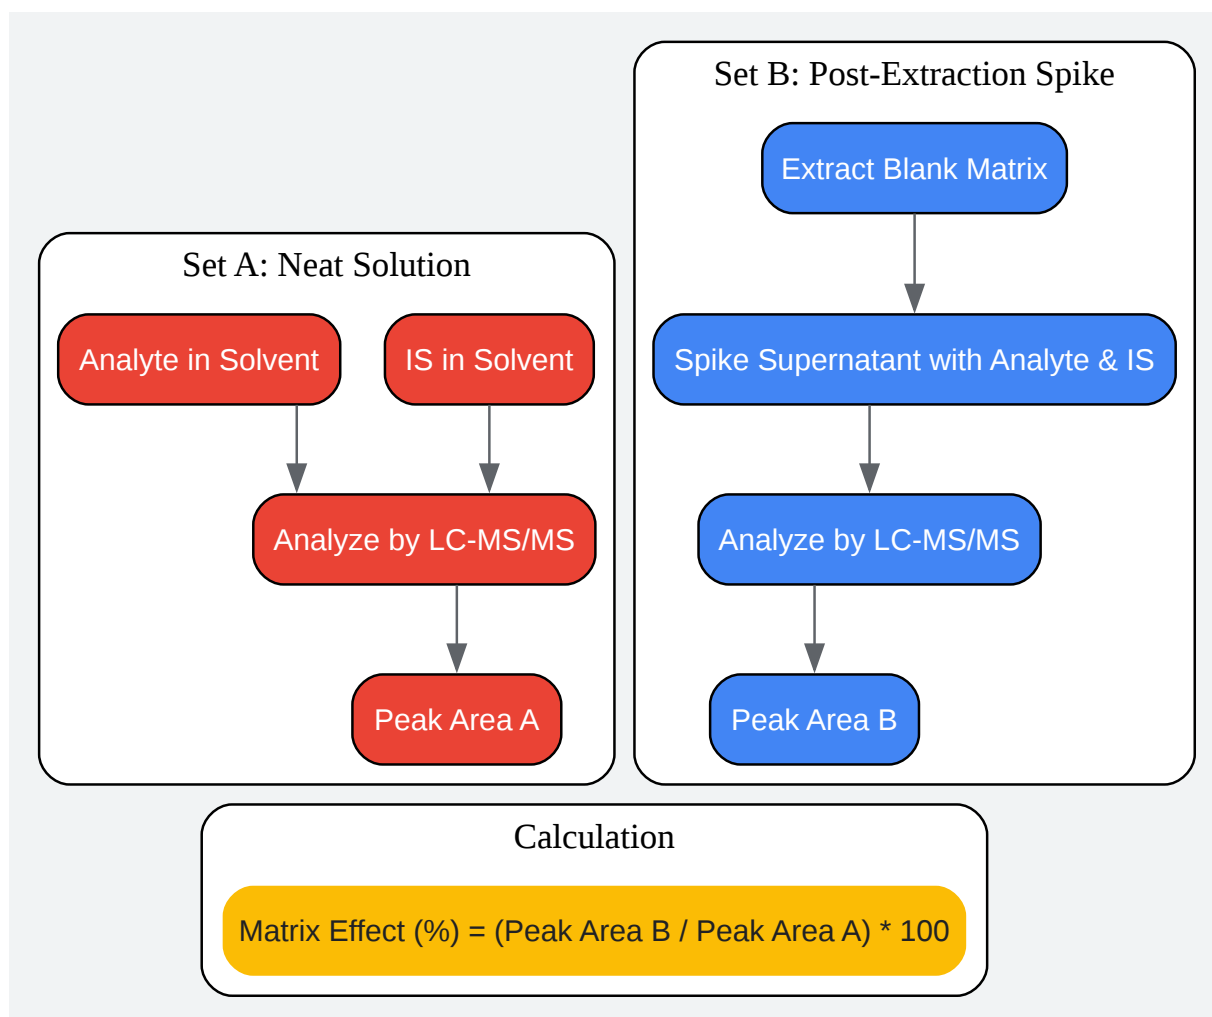 Set A: Neat Solution
Analyte in Solvent
IS in Solvent
Analyze by LC-MS/MS
Peak Area A
Set B: Post-Extraction Spike
Extract Blank Matrix
Spike Supernatant with Analyte & IS
Analyze by LC-MS/MS
Peak Area B
Calculation
Matrix Effect (%) = (Peak Area B / Peak Area A) * 100